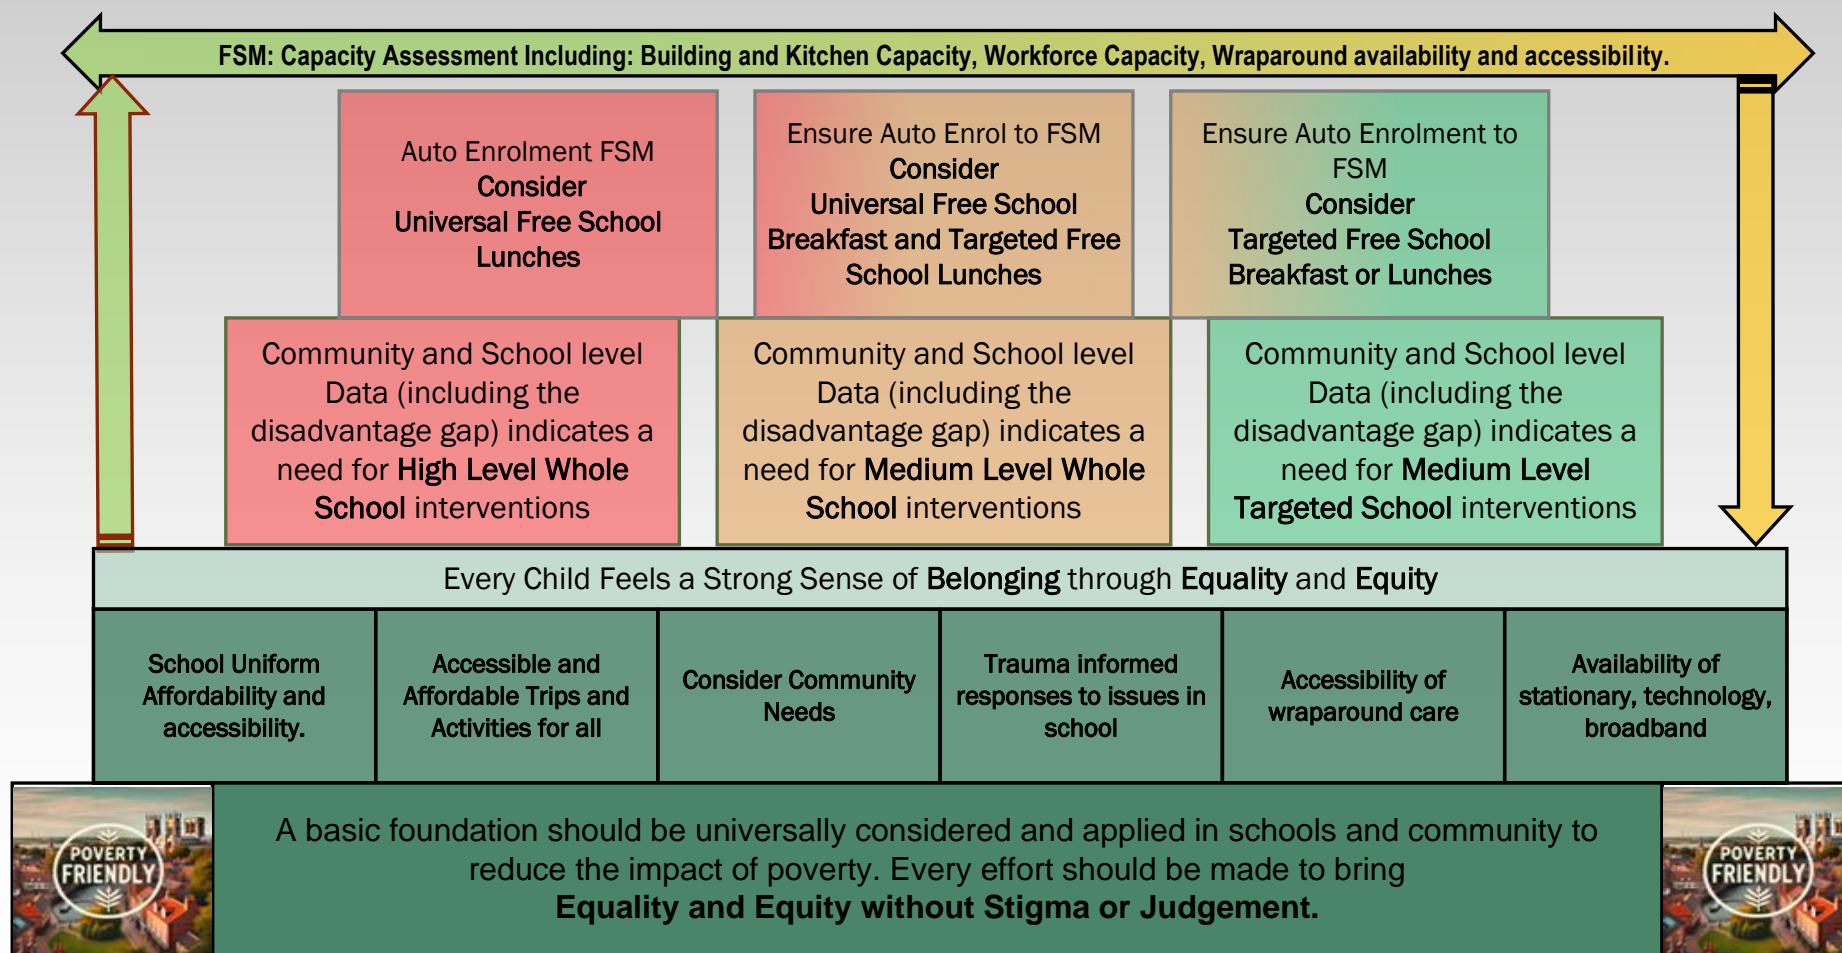 FSM: Capacity Assessment Including: Building and Kitchen Capacity, Workforce Capacity, Wraparound availability and accessibility.
Auto Enrolment FSM
Consider
Universal Free School
Lunches
Ensure Auto Enrol to FSM
Consider
Universal Free School
Breakfast and Targeted Free
School Lunches
Ensure Auto Enrolment to
FSM
Consider
Targeted Free School
Breakfast or Lunches
Community and School level
Data (including the
disadvantage gap) indicates a
need for High Level Whole
School interventions
Community and School level
Data (including the
disadvantage gap) indicates a
need for Medium Level Whole
School interventions
Community and School level
Data (including the
disadvantage gap) indicates a
need for Medium Level
Targeted School interventions
Every Child Feels a Strong Sense of Belonging through Equality and Equity
School Uniform
Affordability and
accessibility.
Accessible and
Affordable Trips and
Activities for all
Consider Community
Needs
Trauma informed
responses to issues in
school
Accessibility of
wraparound care
Availability of
stationary, technology,
broadband
POVERTY
FRIENDLY
A basic foundation should be universally considered and applied in schools and community to
reduce the impact of poverty. Every effort should be made to bring
Equality and Equity without Stigma or Judgement.
POVERTY
FRIENDLY